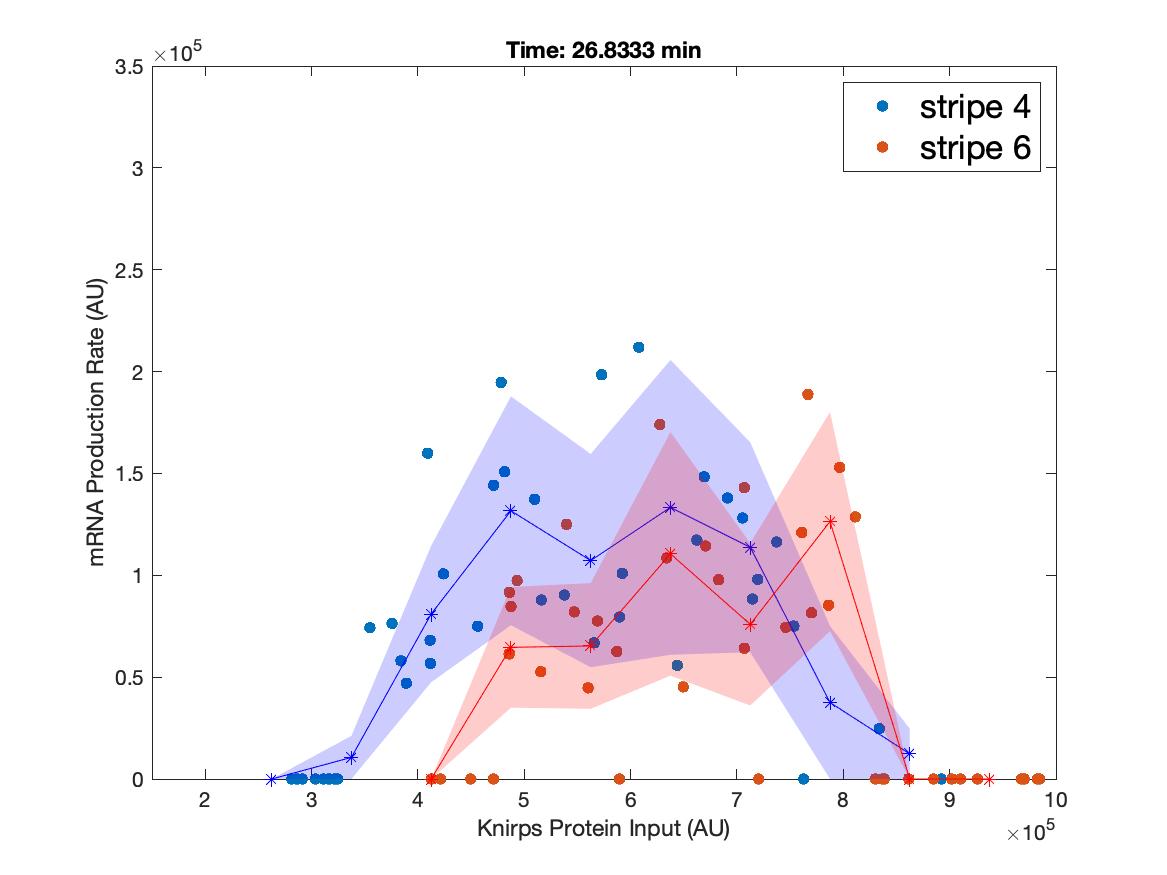 Time: 26.8333 min
×10⁵
3.5
3
2.5
2
1.5
1
0.5
0
mRNA Production Rate (AU)
stripe 4
stripe 6
2 3 4 5 6 7 8 9 10
Knirps Protein Input (AU)
×10⁵